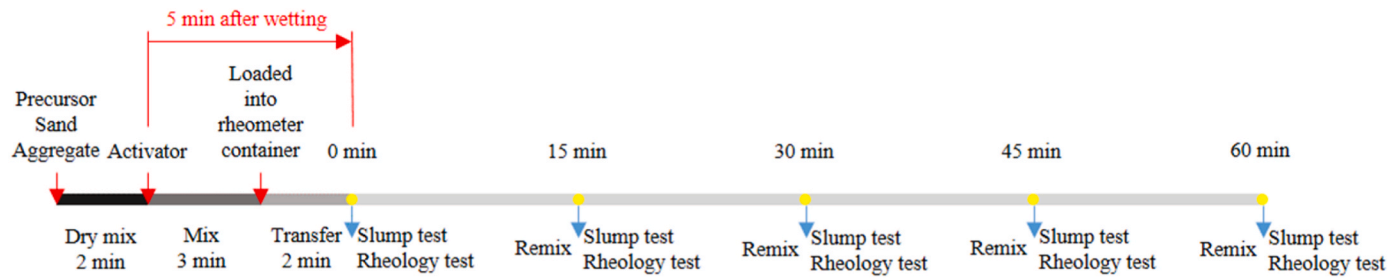 5 min after wetting
Precursor
Sand
Aggregate
Activator
Loaded
into
rheometer
container
0 min
15 min
30 min
45 min
60 min
Dry mix
2 min
Mix
3 min
Transfer
2 min
Slump test
Rheology test
Remix
Slump test
Rheology test
Remix
Slump test
Rheology test
Remix
Slump test
Rheology test
Remix
Slump test
Rheology test